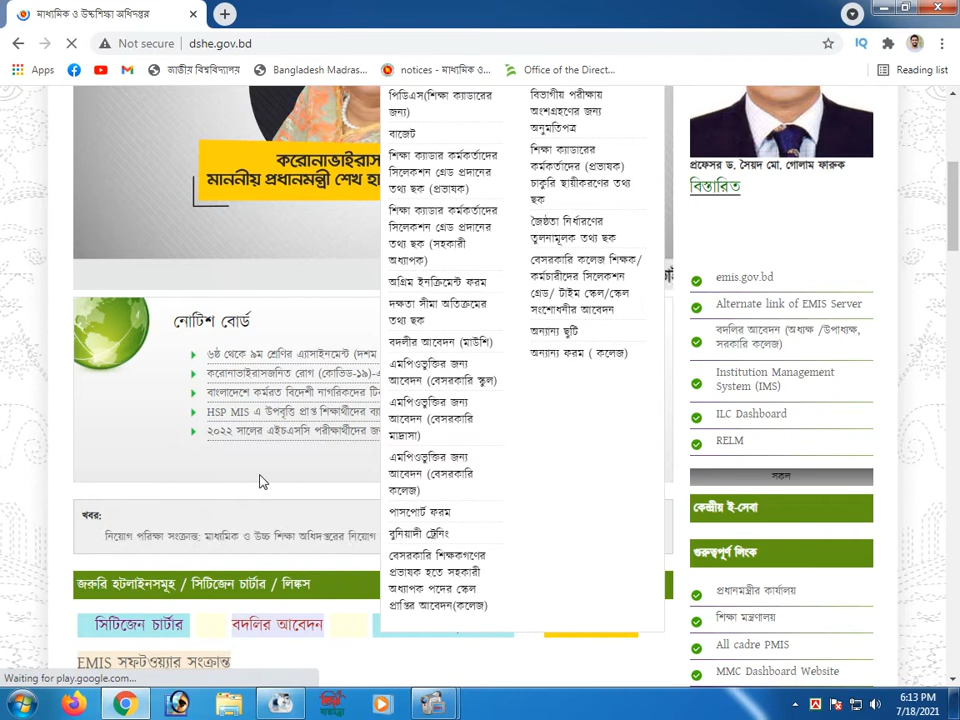 মাধ্যমিক ও উচ্চশিক্ষা অধিদপ্তর
Not secure
dshe.gov.bd
Apps
জাতীয় বিশ্ববিদ্যালয়
Bangladesh Madras...
notices - মাধ্যমিক ও...
Office of the Direct...
Reading list
করোনাভাইরাস
মাননীয় প্রধানমন্ত্রী শেখ হা
পিডিএস(শিক্ষা ক্যাডারের
জন্য)
বাজেট
শিক্ষা ক্যাডার কর্মকর্তাদের
সিলেকশন গ্রেড প্রদানের
তথ্য ছক (প্রভাষক)
শিক্ষা ক্যাডার কর্মকর্তাদের
সিলেকশন গ্রেড প্রদানের
তথ্য ছক (সহকারী
অধ্যাপক)
অগ্রিম ইনক্রিমেন্ট ফরম
দক্ষতা সীমা অতিক্রমের
তথ্য ছক
বদলীর আবেদন (মাউশি)
এমপিওভুক্তির জন্য
আবেদন (বেসরকারি স্কুল)
এমপিওভুক্তির জন্য
আবেদন (বেসরকারি
মাদ্রাসা)
এমপিওভুক্তির জন্য
আবেদন (বেসরকারি
কলেজ)
পাসপোর্ট ফরম
বুনিয়াদী ট্রেনিং
বেসরকারি শিক্ষকগণের
প্রভাষক হতে সহকারী
অধ্যাপক পদের স্কেল
প্রাপ্তির আবেদন(কলেজ)
বিভাগীয় পরীক্ষায়
অংশগ্রহণের জন্য
অনুমতিপত্র
শিক্ষা ক্যাডারের
কর্মকর্তাদের (প্রভাষক)
চাকুরি স্থায়ীকরণের তথ্য
ছক
জৈষ্ঠতা নির্ধারণের
তুলনামূলক তথ্য ছক
বেসরকারি কলেজ শিক্ষক/
কর্মচারীদের সিলেকশন
গ্রেড/ টাইম স্কেল/স্কেল
সংশোধনীর আবেদন
অন্যান্য ছুটি
অন্যান্য ফরম ( কলেজ)
প্রফেসর ড. সৈয়দ মো. গোলাম ফারুক
বিস্তারিত
নোটিশ বোর্ড
৬ষ্ঠ থেকে ৯ম শ্রেণির এ্যাসাইনমেন্ট (দশম
করোনাভাইরাসজনিত রোগ (কোভিড-১৯)-এ
বাংলাদেশে কর্মরত বিদেশী নাগরিকদের টি
HSP MIS এ উপবৃত্তি প্রাপ্ত শিক্ষার্থীদের ব্যা
২০২২ সালের এইচএসসি পরীক্ষার্থীদের জ
খবর:
নিয়োগ পরিক্ষা সংক্রান্ত: মাধ্যমিক ও উচ্চ শিক্ষা অধিদপ্তরের নিয়োগ
জরুরি হটলাইনসমূহ / সিটিজেন চার্টার / লিঙ্কস
সিটিজেন চার্টার
বদলির আবেদন
EMIS সফটওয়্যার সংক্রান্ত
emis.gov.bd
Alternate link of EMIS Server
বদলির আবেদন (অধ্যক্ষ /উপাধ্যক্ষ,
সরকারি কলেজ)
Institution Management
System (IMS)
ILC Dashboard
RELM
সকল
কেন্দ্রীয় ই-সেবা
গুরুত্বপূর্ণ লিংক
প্রধানমন্ত্রীর কার্যালয়
শিক্ষা মন্ত্রণালয়
All cadre PMIS
MMC Dashboard Website
Waiting for play.google.com...
6:13 PM
7/18/2021